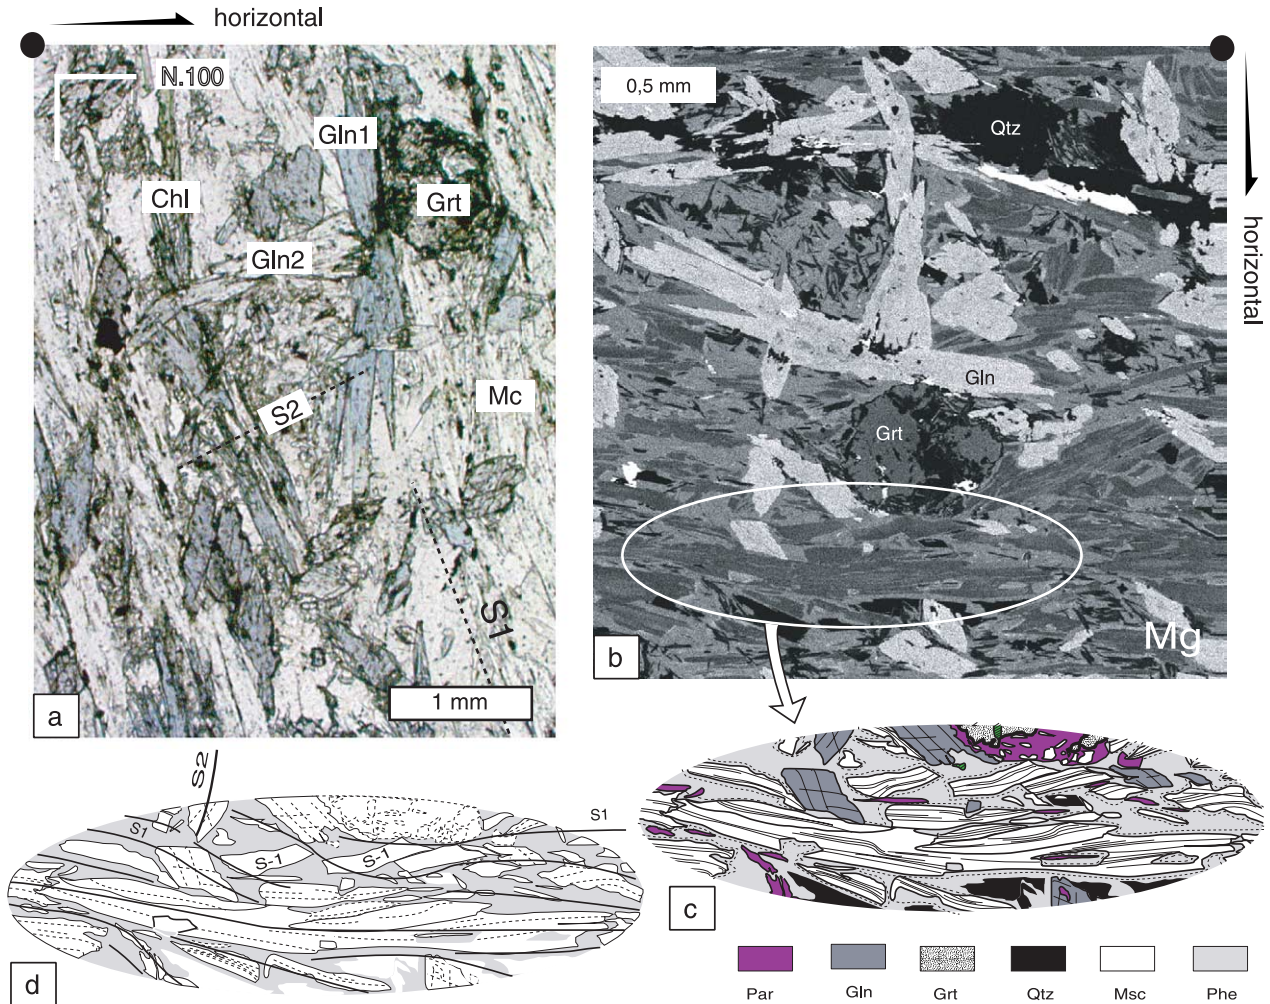 horizontal
N.100
Gln1
Chl
Grt
Gln2
S2
Mc
S1
1 mm
a
0,5 mm
Qtz
Gln
Grt
Mg
b
horizontal
S2
S1
S1
S-1
S-1
d
c
Par
Gln
Grt
Qtz
Msc
Phe